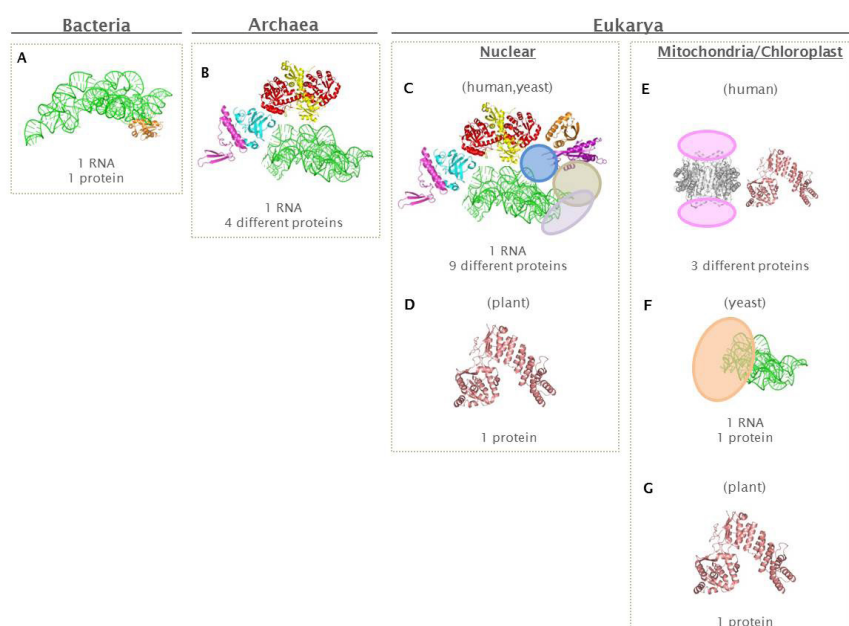 Bacteria
Archaea
Eukarya
Nuclear
Mitochondria/Chloroplast
A
1 RNA
1 protein
B
1 RNA
4 different proteins
C
(human,yeast)
1 RNA
9 different proteins
D
(plant)
1 protein
E
(human)
3 different proteins
F
(yeast)
1 RNA
1 protein
G
(plant)
1 protein